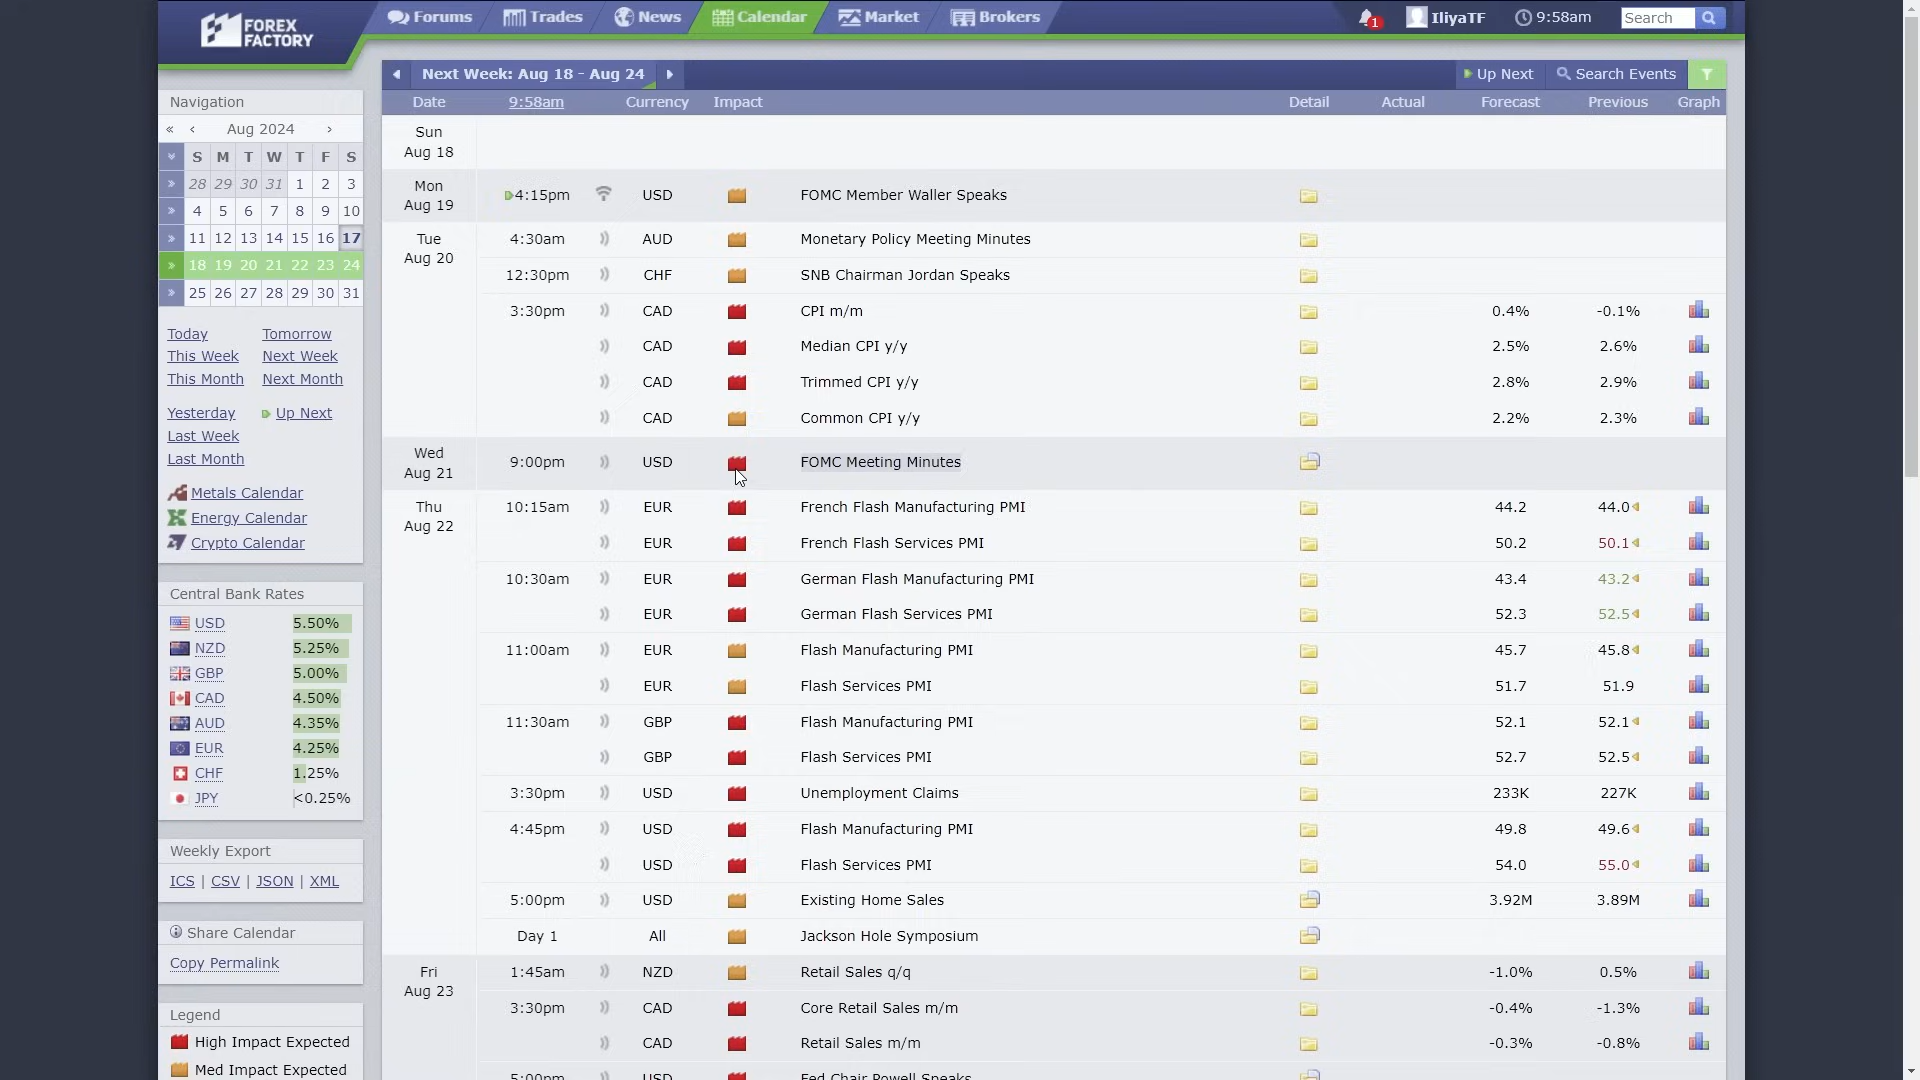 FOREX FACTORY
Forums
Trades
News
Calendar
Market
Brokers
1
IliyaTF
9:58am
Search
Next Week: Aug 18 - Aug 24
Up Next
Search Events
Date 9:58am Currency Impact Detail Actual Forecast Previous Graph
Sun Aug 18
Mon Aug 19 4:15pm USD FOMC Member Waller Speaks
Tue Aug 20 4:30am AUD Monetary Policy Meeting Minutes
12:30pm CHF SNB Chairman Jordan Speaks
3:30pm CAD CPI m/m 0.4% -0.1%
CAD Median CPI y/y 2.5% 2.6%
CAD Trimmed CPI y/y 2.8% 2.9%
CAD Common CPI y/y 2.2% 2.3%
Wed Aug 21 9:00pm USD FOMC Meeting Minutes
Thu Aug 22 10:15am EUR French Flash Manufacturing PMI 44.2 44.0
EUR French Flash Services PMI 50.2 50.1
10:30am EUR German Flash Manufacturing PMI 43.4 43.2
EUR German Flash Services PMI 52.3 52.5
11:00am EUR Flash Manufacturing PMI 45.7 45.8
EUR Flash Services PMI 51.7 51.9
11:30am GBP Flash Manufacturing PMI 52.1 52.1
GBP Flash Services PMI 52.7 52.5
3:30pm USD Unemployment Claims 233K 227K
4:45pm USD Flash Manufacturing PMI 49.8 49.6
USD Flash Services PMI 54.0 55.0
5:00pm USD Existing Home Sales 3.92M 3.89M
Day 1 All Jackson Hole Symposium
Fri Aug 23 1:45am NZD Retail Sales q/q -1.0% 0.5%
3:30pm CAD Core Retail Sales m/m -0.4% -1.3%
CAD Retail Sales m/m -0.3% -0.8%
5:00pm USD Fed Chair Powell Speaks
Navigation
« ‹ Aug 2024 ›
S M T W T F S
28 29 30 31 1 2 3
4 5 6 7 8 9 10
11 12 13 14 15 16 17
18 19 20 21 22 23 24
25 26 27 28 29 30 31
Today Tomorrow
This Week Next Week
This Month Next Month
Yesterday Up Next
Last Week
Last Month
Metals Calendar
Energy Calendar
Crypto Calendar
Central Bank Rates
USD 5.50%
NZD 5.25%
GBP 5.00%
CAD 4.50%
AUD 4.35%
EUR 4.25%
CHF 1.25%
JPY <0.25%
Weekly Export
ICS | CSV | JSON | XML
Share Calendar
Copy Permalink
Legend
High Impact Expected
Med Impact Expected